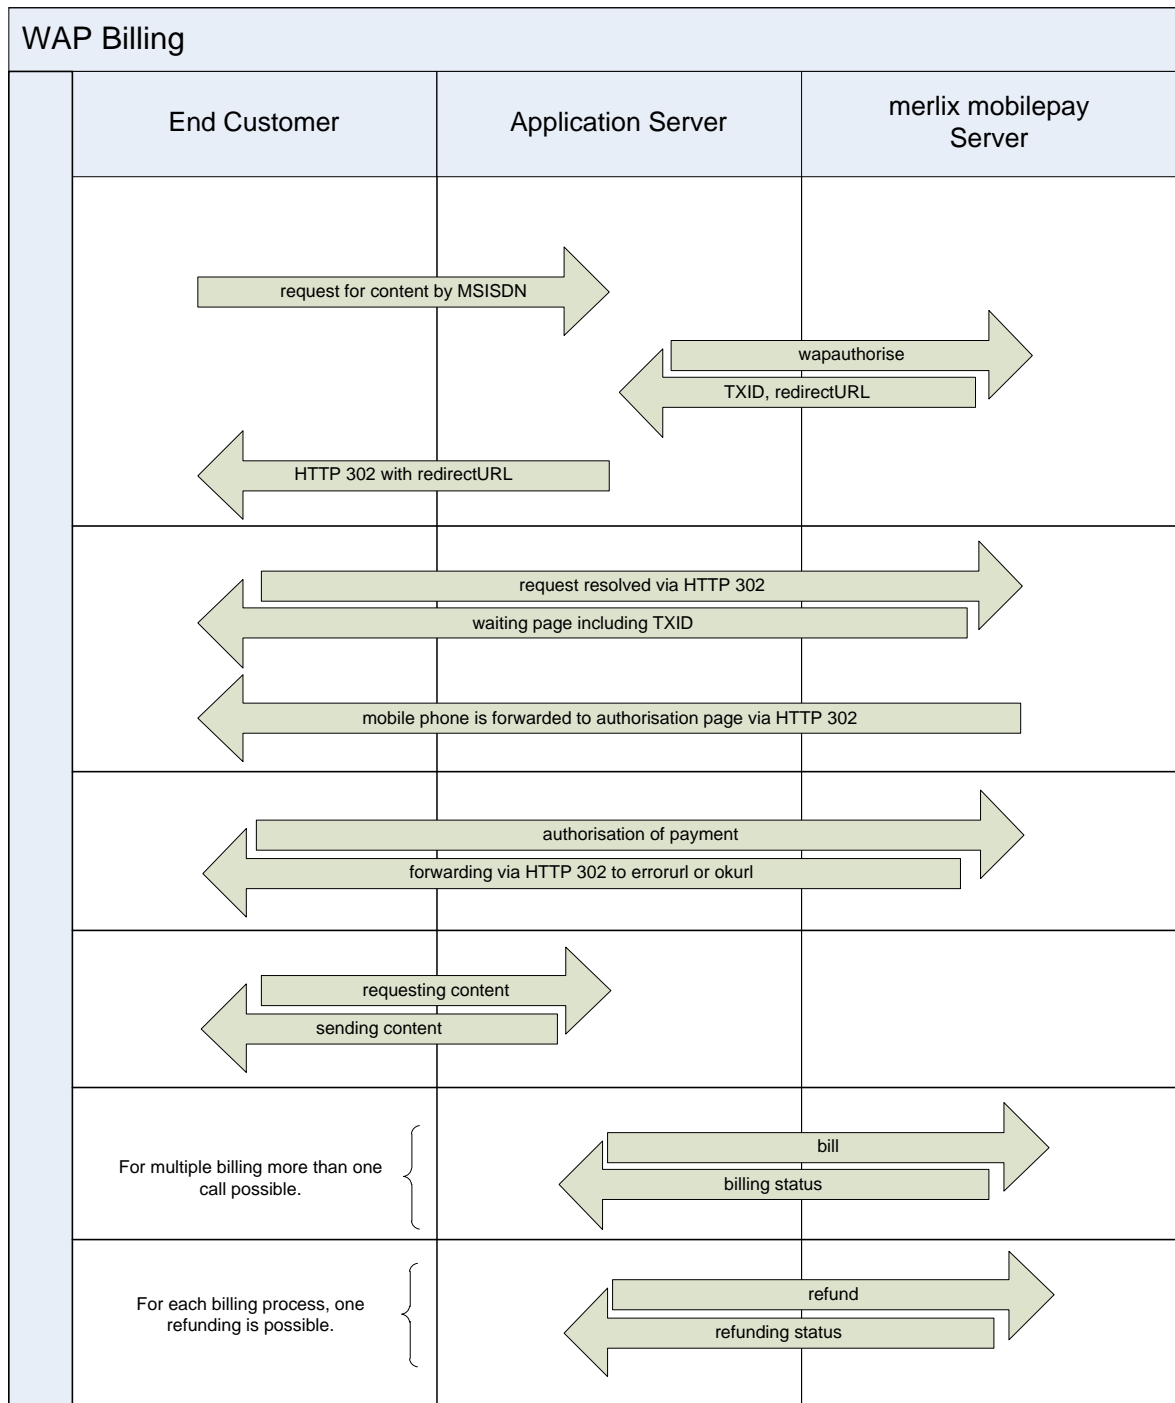 WAP Billing
End Customer
Application Server
merlix mobilepay
Server
request for content by MSISDN
wapauthorise
TXID, redirectURL
HTTP 302 with redirectURL
request resolved via HTTP 302
waiting page including TXID
mobile phone is forwarded to authorisation page via HTTP 302
authorisation of payment
forwarding via HTTP 302 to errorurl or okurl
requesting content
sending content
For multiple billing more than one
call possible.
bill
billing status
For each billing process, one
refunding is possible.
refund
refunding status